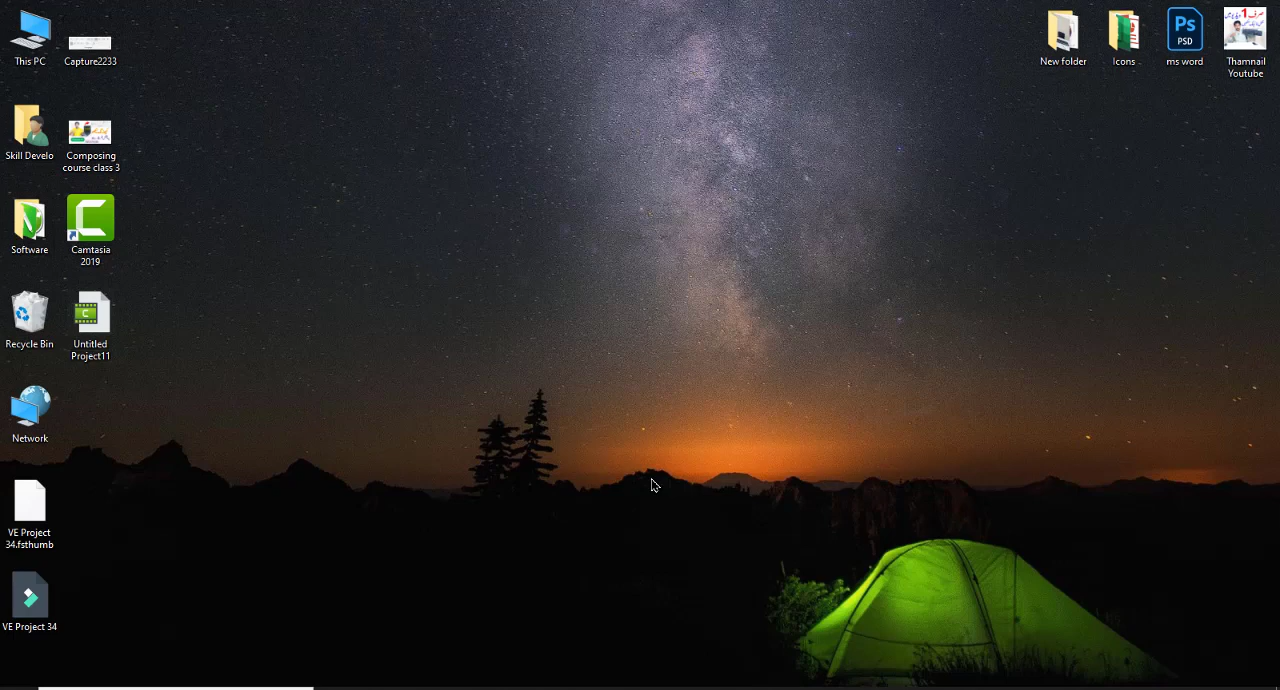 This PC
Capture2233
Skill Develo
Composing
course class 3
Software
Camtasia
2019
Recycle Bin
Untitled
Project11
Network
VE Project
34.fsthumb
VE Project 34
New folder
Icons
Ps
PSD
ms word
Thamnail
Youtube